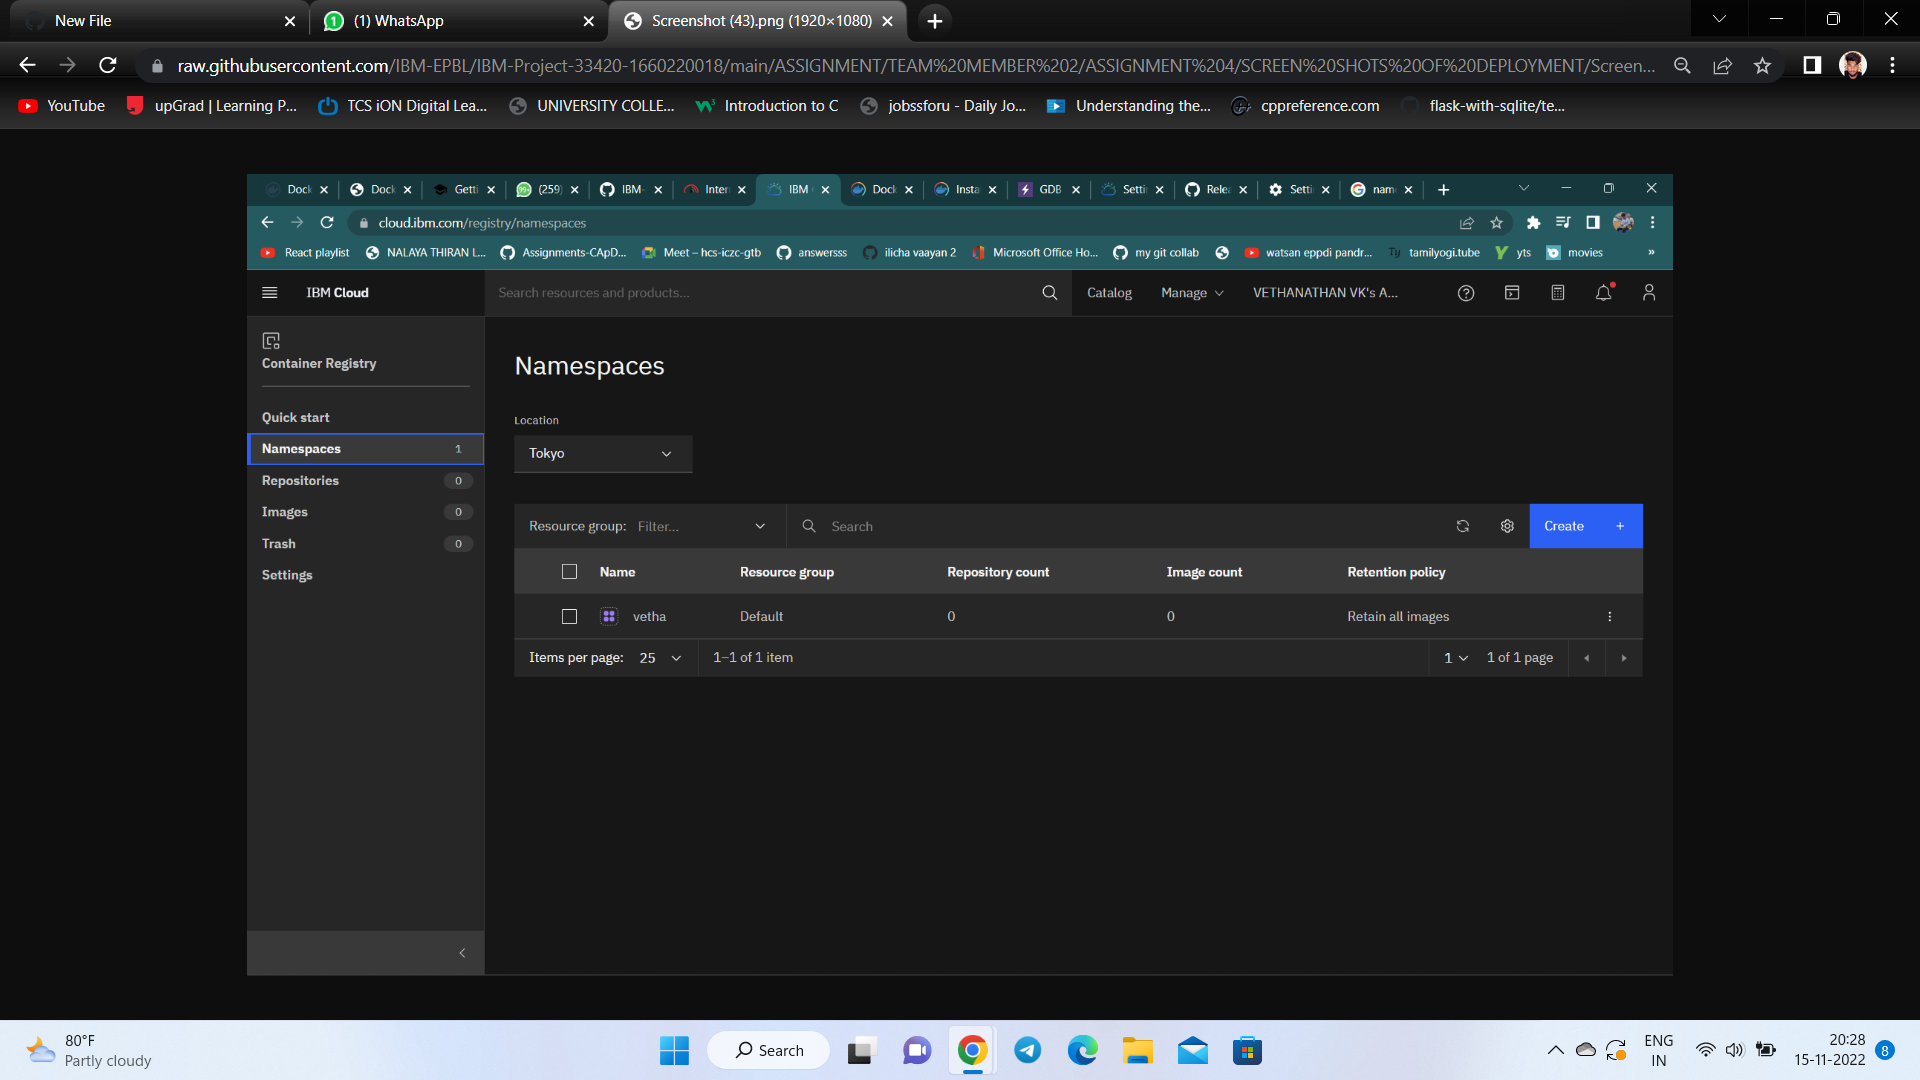 New File
(1) WhatsApp
Screenshot (43).png (1920×1080)
raw.githubusercontent.com/IBM-EPBL/IBM-Project-33420-1660220018/main/ASSIGNMENT/TEAM%20MEMBER%202/ASSIGNMENT%204/SCREEN%20SHOTS%20OF%20DEPLOYMENT/Screen...
YouTube
upGrad | Learning P...
TCS iON Digital Lea...
UNIVERSITY COLLE...
Introduction to C
jobssforu - Daily Jo...
Understanding the...
cppreference.com
flask-with-sqlite/te...
Dock
Dock
Getti
(259)
IBM-
Inter
IBM
Dock
Insta
GDB
Setti
Relea
Setti
nam
cloud.ibm.com/registry/namespaces
React playlist
NALAYA THIRAN L...
Assignments-CApD...
Meet – hcs-iczc-gtb
answersss
ilicha vaayan 2
Microsoft Office Ho...
my git collab
watsan eppdi pandr...
tamilyogi.tube
yts
movies
»
IBM Cloud
Search resources and products...
Catalog
Manage
VETHANATHAN VK's A...
Container Registry
Quick start
Namespaces 1
Repositories 0
Images 0
Trash 0
Settings
Namespaces
Location
Tokyo
Resource group: Filter...
Search
Create +
Name Resource group Repository count Image count Retention policy
vetha Default 0 0 Retain all images
Items per page: 25 1–1 of 1 item 1 1 of 1 page
80°F
Partly cloudy
Search
ENG
IN
20:28
15-11-2022
8